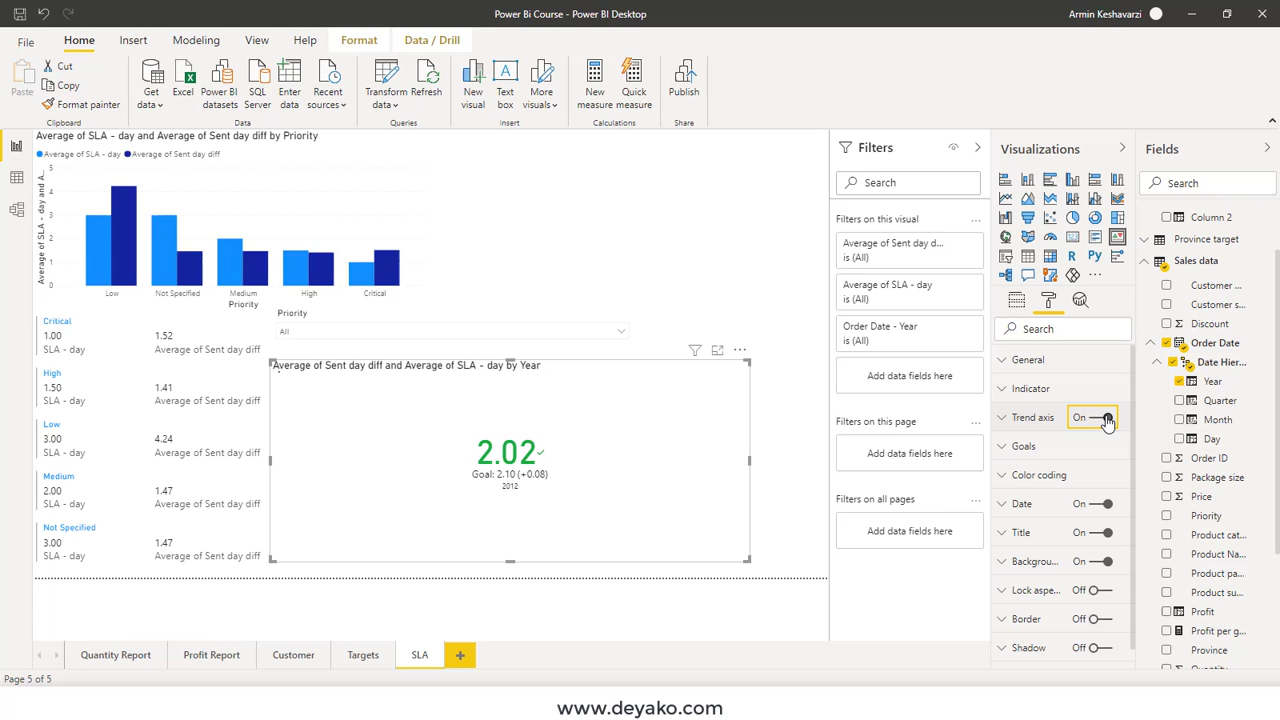 Power Bi Course - Power BI Desktop
Armin Keshavarzi
File
Home
Insert
Modeling
View
Help
Format
Data / Drill
Paste
Cut
Copy
Format painter
Clipboard
Get data
Excel
Power BI datasets
SQL Server
Enter data
Recent sources
Data
Transform data
Refresh
Queries
New visual
Text box
More visuals
Insert
New measure
Quick measure
Calculations
Publish
Share
Average of SLA - day and Average of Sent day diff by Priority
Average of SLA - day
Average of Sent day diff
Average of SLA - day and A...
5
4
3
2
1
0
Low
Not Specified
Medium
High
Critical
Priority
Critical
1.00
1.52
SLA - day
Average of Sent day diff
High
1.50
1.41
SLA - day
Average of Sent day diff
Low
3.00
4.24
SLA - day
Average of Sent day diff
Medium
2.00
1.47
SLA - day
Average of Sent day diff
Not Specified
3.00
1.47
SLA - day
Average of Sent day diff
Priority
All
Average of Sent day diff and Average of SLA - day by Year
2.02
Goal: 2.10 (+0.08)
2012
Filters
Search
Filters on this visual
Average of Sent day d...
is (All)
Average of SLA - day
is (All)
Order Date - Year
is (All)
Add data fields here
Filters on this page
Add data fields here
Filters on all pages
Add data fields here
Visualizations
R
Py
Search
General
Indicator
Trend axis
On
Goals
Color coding
Date
On
Title
On
Backgrou...
On
Lock aspe...
Off
Border
Off
Shadow
Off
Fields
Search
Column 2
Province target
Sales data
Customer ...
Customer s...
Discount
Order Date
Date Hier...
Year
Quarter
Month
Day
Order ID
Package size
Price
Priority
Product cat...
Product Na...
Product pa...
Product su...
Profit
Profit per g...
Province
Quantity
Quantity Report
Profit Report
Customer
Targets
SLA
Page 5 of 5
www.deyako.com